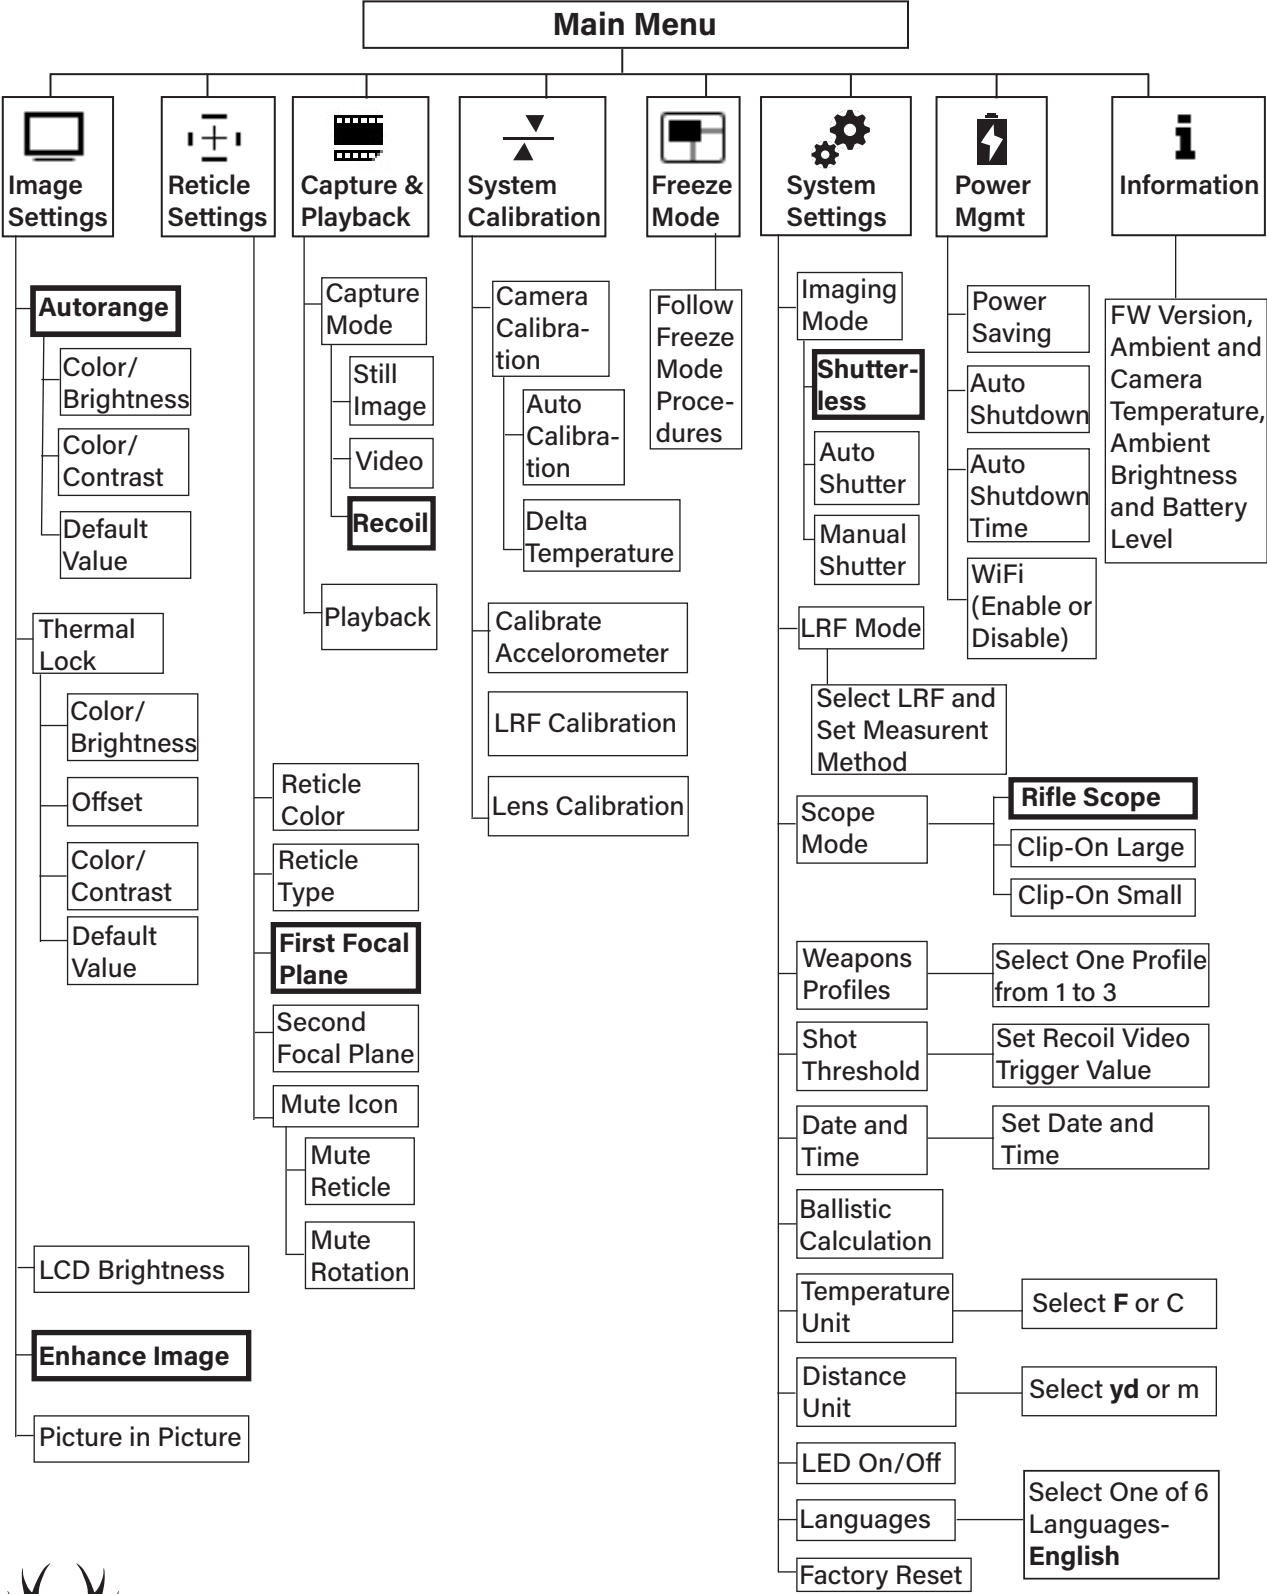 Main Menu
Image
Settings
Reticle
Settings
Capture &
Playback
System
Calibration
Freeze
Mode
System
Settings
Power
Mgmt
Information
Autorange
Color/
Brightness
Color/
Contrast
Default
Value
Thermal
Lock
Color/
Brightness
Offset
Color/
Contrast
Default
Value
LCD Brightness
Enhance Image
Picture in Picture
Reticle
Color
Reticle
Type
First Focal
Plane
Second
Focal Plane
Mute Icon
Mute
Reticle
Mute
Rotation
Capture
Mode
Still
Image
Video
Recoil
Playback
Camera
Calibra-
tion
Auto
Calibra-
tion
Delta
Temperature
Calibrate
Accelorometer
LRF Calibration
Lens Calibration
Follow
Freeze
Mode
Proce-
dures
Imaging
Mode
Shutter-
less
Auto
Shutter
Manual
Shutter
LRF Mode
Select LRF and
Set Measurent
Method
Scope
Mode
Rifle Scope
Clip-On Large
Clip-On Small
Weapons
Profiles
Select One Profile
from 1 to 3
Shot
Threshold
Set Recoil Video
Trigger Value
Date and
Time
Set Date and
Time
Ballistic
Calculation
Temperature
Unit
Select F or C
Distance
Unit
Select yd or m
LED On/Off
Languages
Select One of 6
Languages-
English
Factory Reset
Power
Saving
Auto
Shutdown
Auto
Shutdown
Time
WiFi
(Enable or
Disable)
FW Version,
Ambient and
Camera
Temperature,
Ambient
Brightness
and Battery
Level